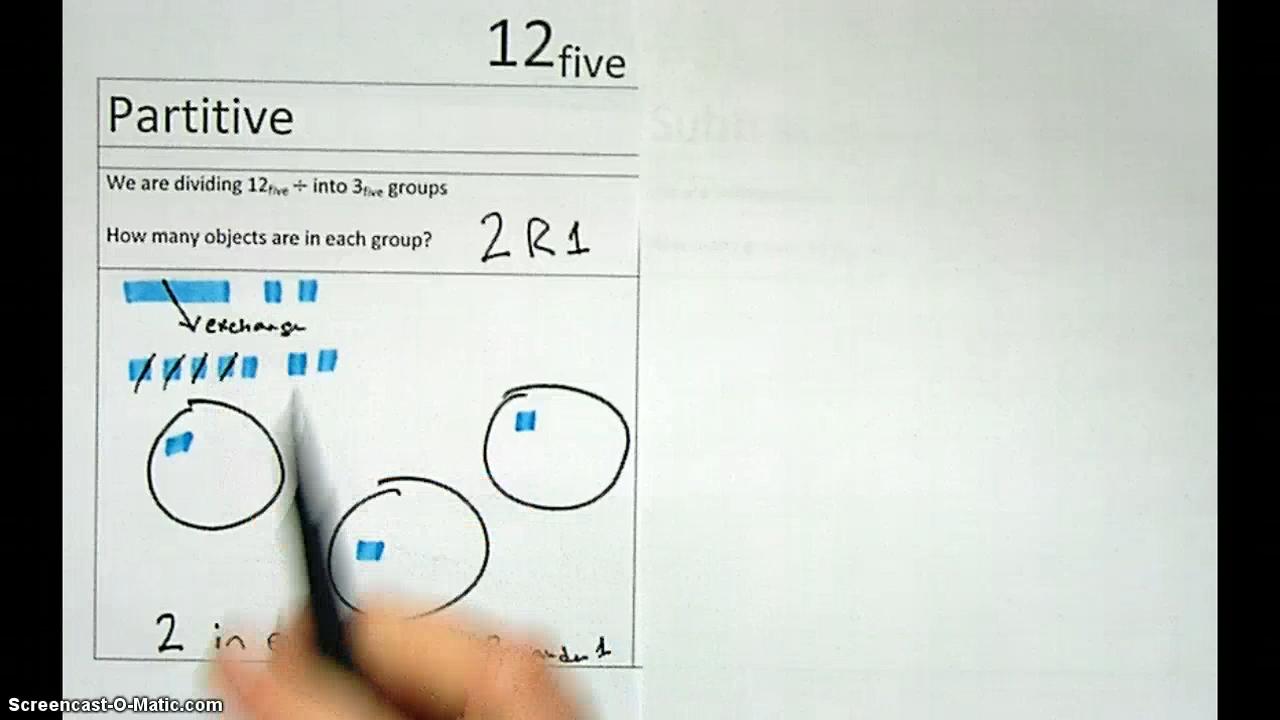 12five
Partitive
We are dividing 12five ÷ into 3five groups
How many objects are in each group? 2 R 1
exchange
2 in
1
Screencast-O-Matic.com